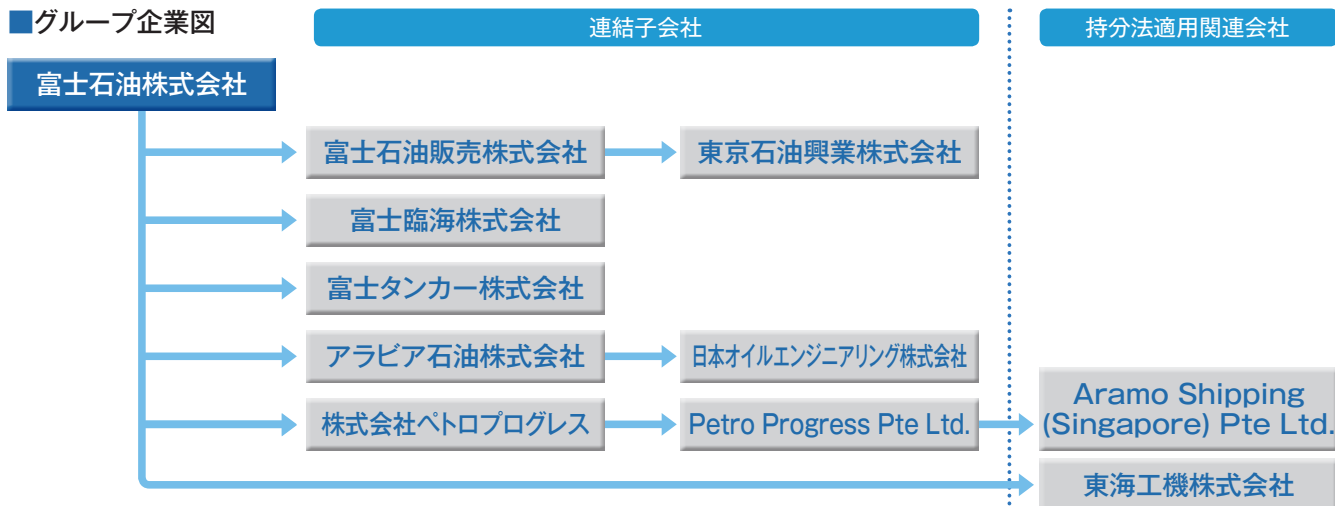 ■グループ企業図
連結子会社
持分法適用関連会社
富士石油株式会社
富士石油販売株式会社
東京石油興業株式会社
富士臨海株式会社
富士タンカー株式会社
アラビア石油株式会社
日本オイルエンジニアリング株式会社
株式会社ペトロプログレス
Petro Progress Pte Ltd.
Aramo Shipping
(Singapore) Pte Ltd.
東海工機株式会社